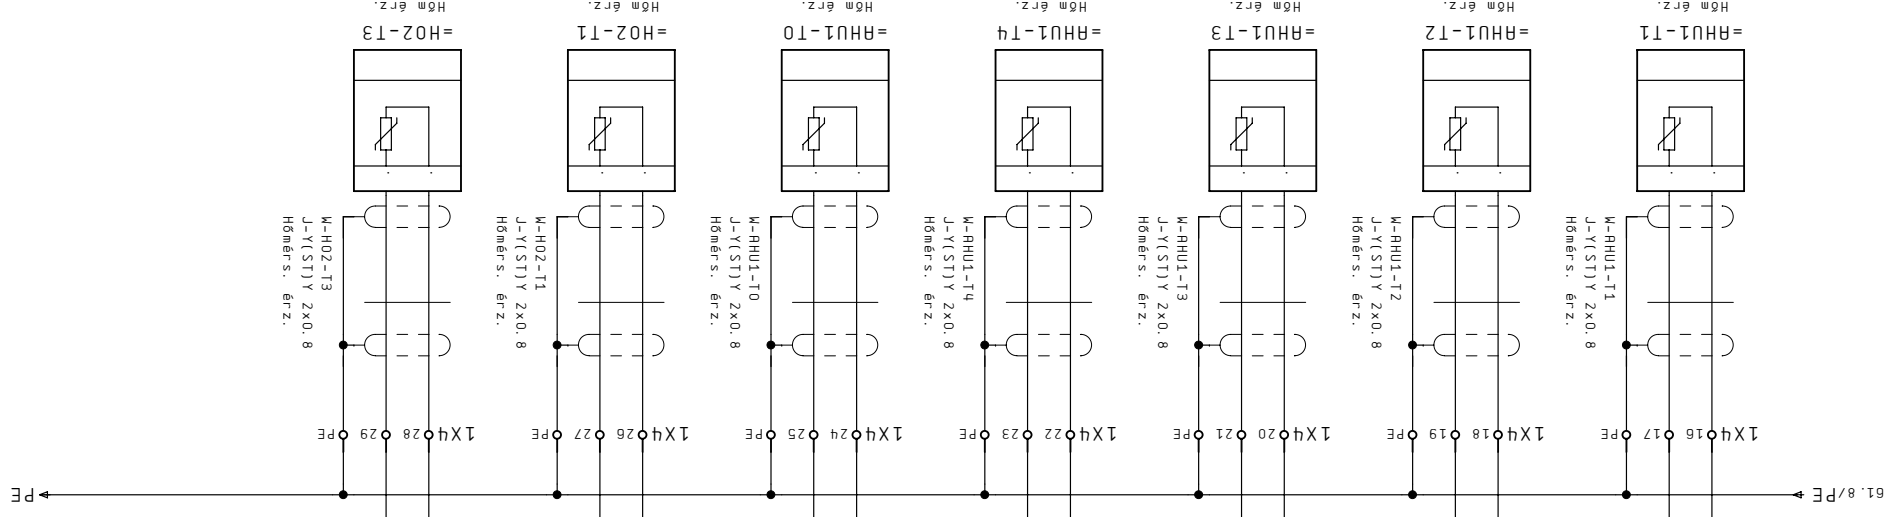 61.8/PE
PE
1X4 16 17 PE
1X4 18 19 PE
1X4 20 21 PE
1X4 22 23 PE
1X4 24 25 PE
1X4 26 27 PE
1X4 28 29 PE
W-AHU1-T1
J-Y(ST)Y 2x0.8
Hőmérs. érz.
W-AHU1-T2
J-Y(ST)Y 2x0.8
Hőmérs. érz.
W-AHU1-T3
J-Y(ST)Y 2x0.8
Hőmérs. érz.
W-AHU1-T4
J-Y(ST)Y 2x0.8
Hőmérs. érz.
W-AHU1-T0
J-Y(ST)Y 2x0.8
Hőmérs. érz.
W-HO2-T1
J-Y(ST)Y 2x0.8
Hőmérs. érz.
W-HO2-T3
J-Y(ST)Y 2x0.8
Hőmérs. érz.
=AHU1-T1
Hőm érz.
=AHU1-T2
Hőm érz.
=AHU1-T3
Hőm érz.
=AHU1-T4
Hőm érz.
=AHU1-T0
Hőm érz.
=HO2-T1
Hőm érz.
=HO2-T3
Hőm érz.